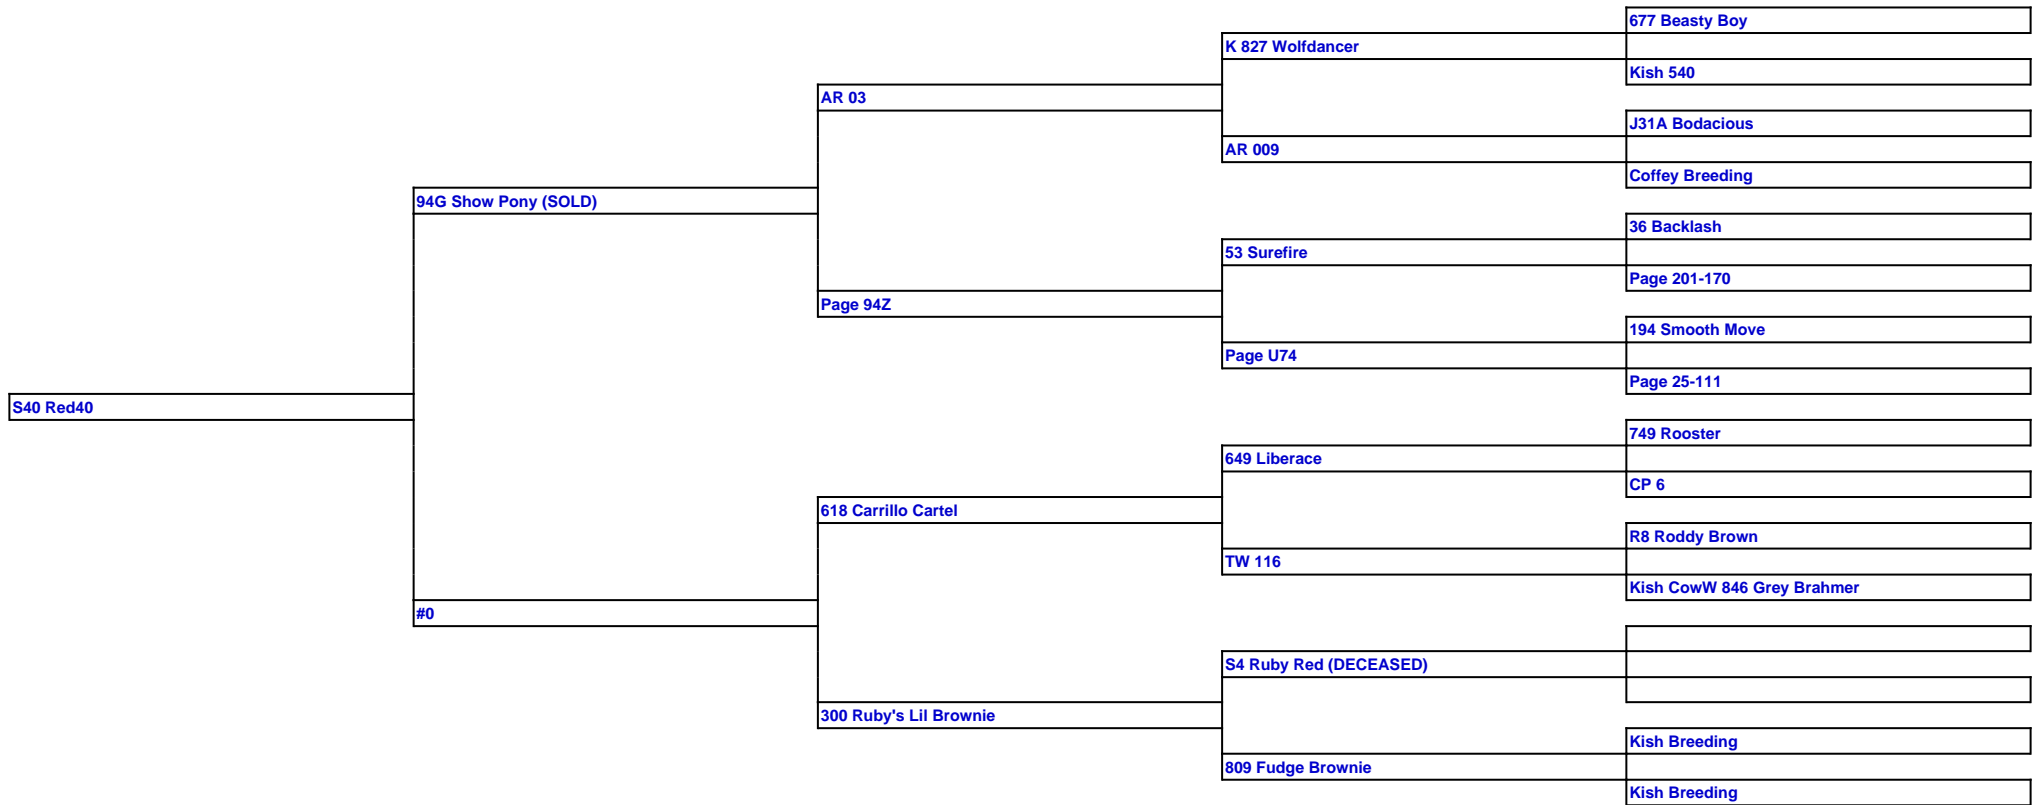 677 Beasty Boy
K 827 Wolfdancer
Kish 540
AR 03
J31A Bodacious
AR 009
Coffey Breeding
94G Show Pony (SOLD)
36 Backlash
53 Surefire
Page 201-170
Page 94Z
194 Smooth Move
Page U74
Page 25-111
S40 Red40
749 Rooster
649 Liberace
CP 6
618 Carrillo Cartel
R8 Roddy Brown
TW 116
Kish CowW 846 Grey Brahmer
#0
S4 Ruby Red (DECEASED)
300 Ruby's Lil Brownie
Kish Breeding
809 Fudge Brownie
Kish Breeding